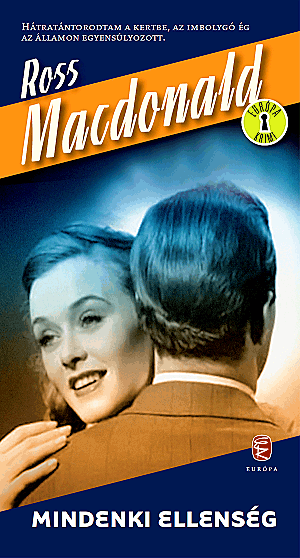 HÁTRATÁNTORODTAM A KERTBE, AZ IMBOLYGÓ ÉG
AZ ÁLLAMON EGYENSÚLYOZOTT.
Ross
Macdonald
EURÓPA
KRIMI
EURÓPA
MINDENKI ELLENSÉG